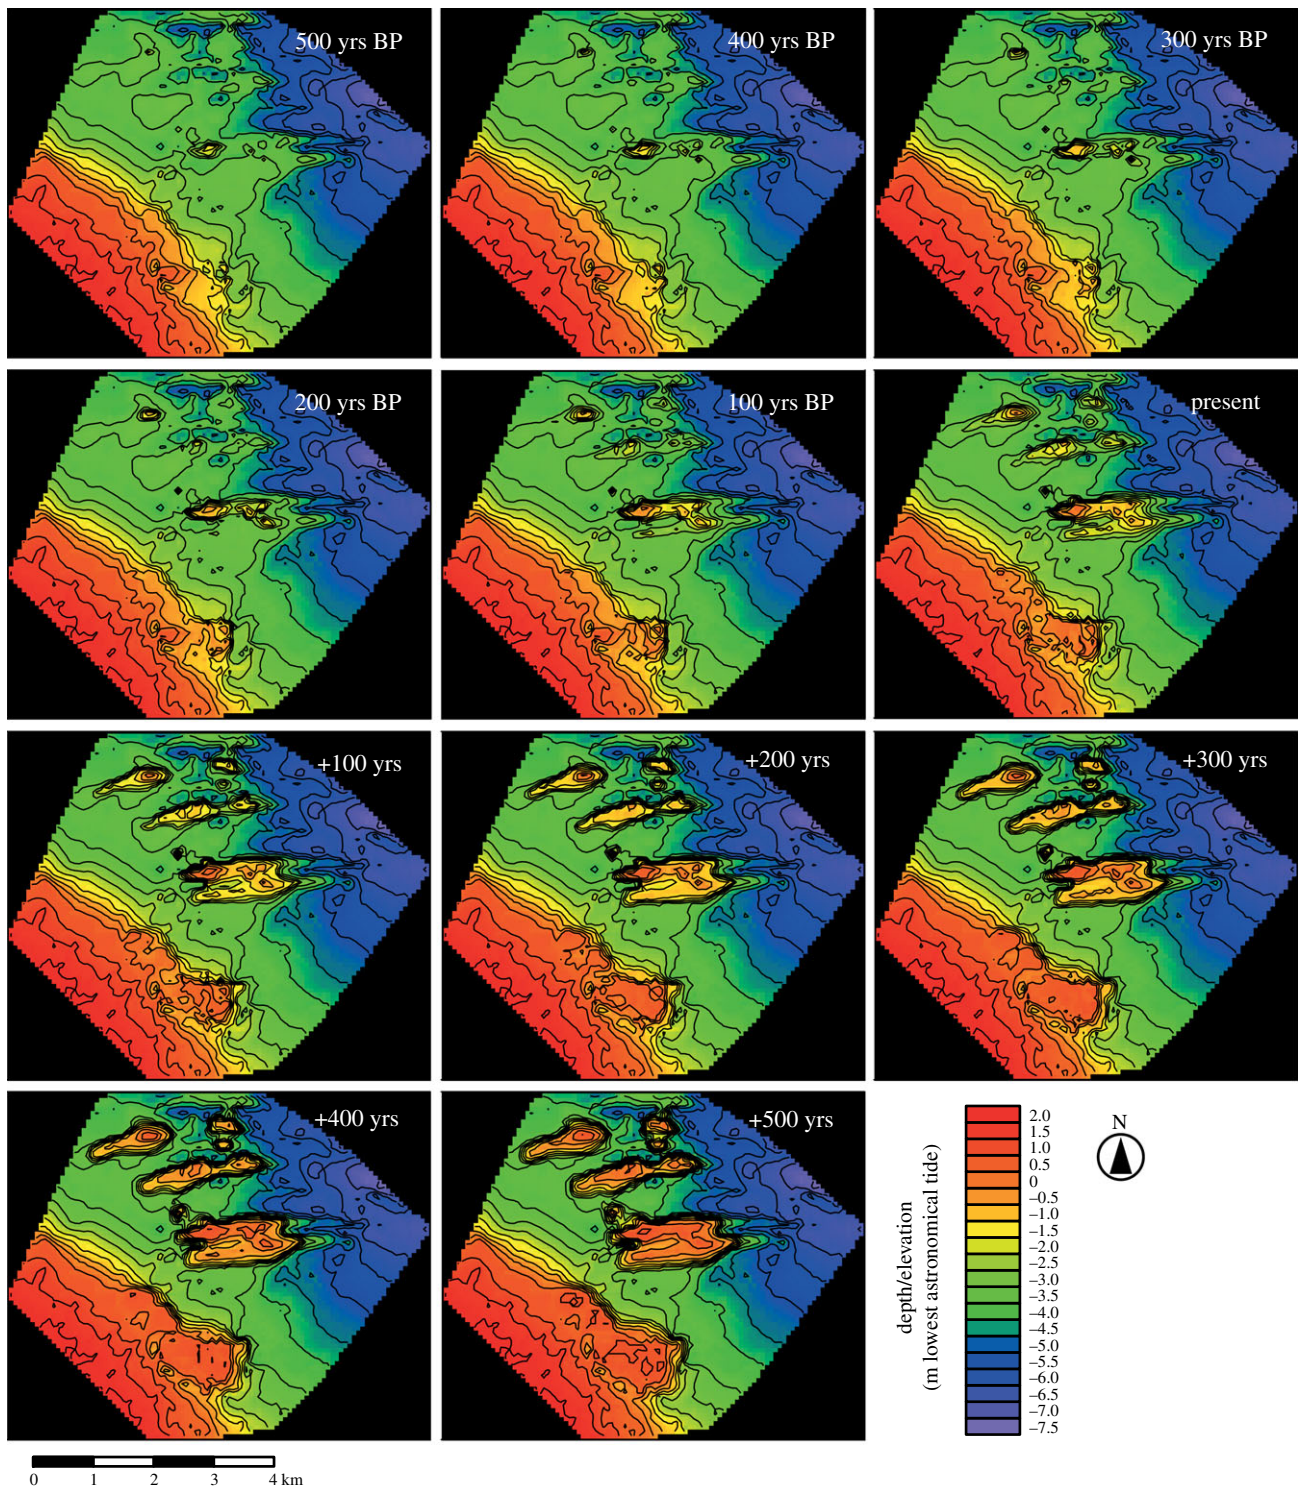 500 yrs BP
400 yrs BP
300 yrs BP
200 yrs BP
100 yrs BP
present
+100 yrs
+200 yrs
+300 yrs
+400 yrs
+500 yrs
depth/elevation
(m lowest astronomical tide)
2.0
1.5
1.0
0.5
0
–0.5
–1.0
–1.5
–2.0
–2.5
–3.0
–3.5
–4.0
–4.5
–5.0
–5.5
–6.0
–6.5
–7.0
–7.5
N
0 1 2 3 4 km